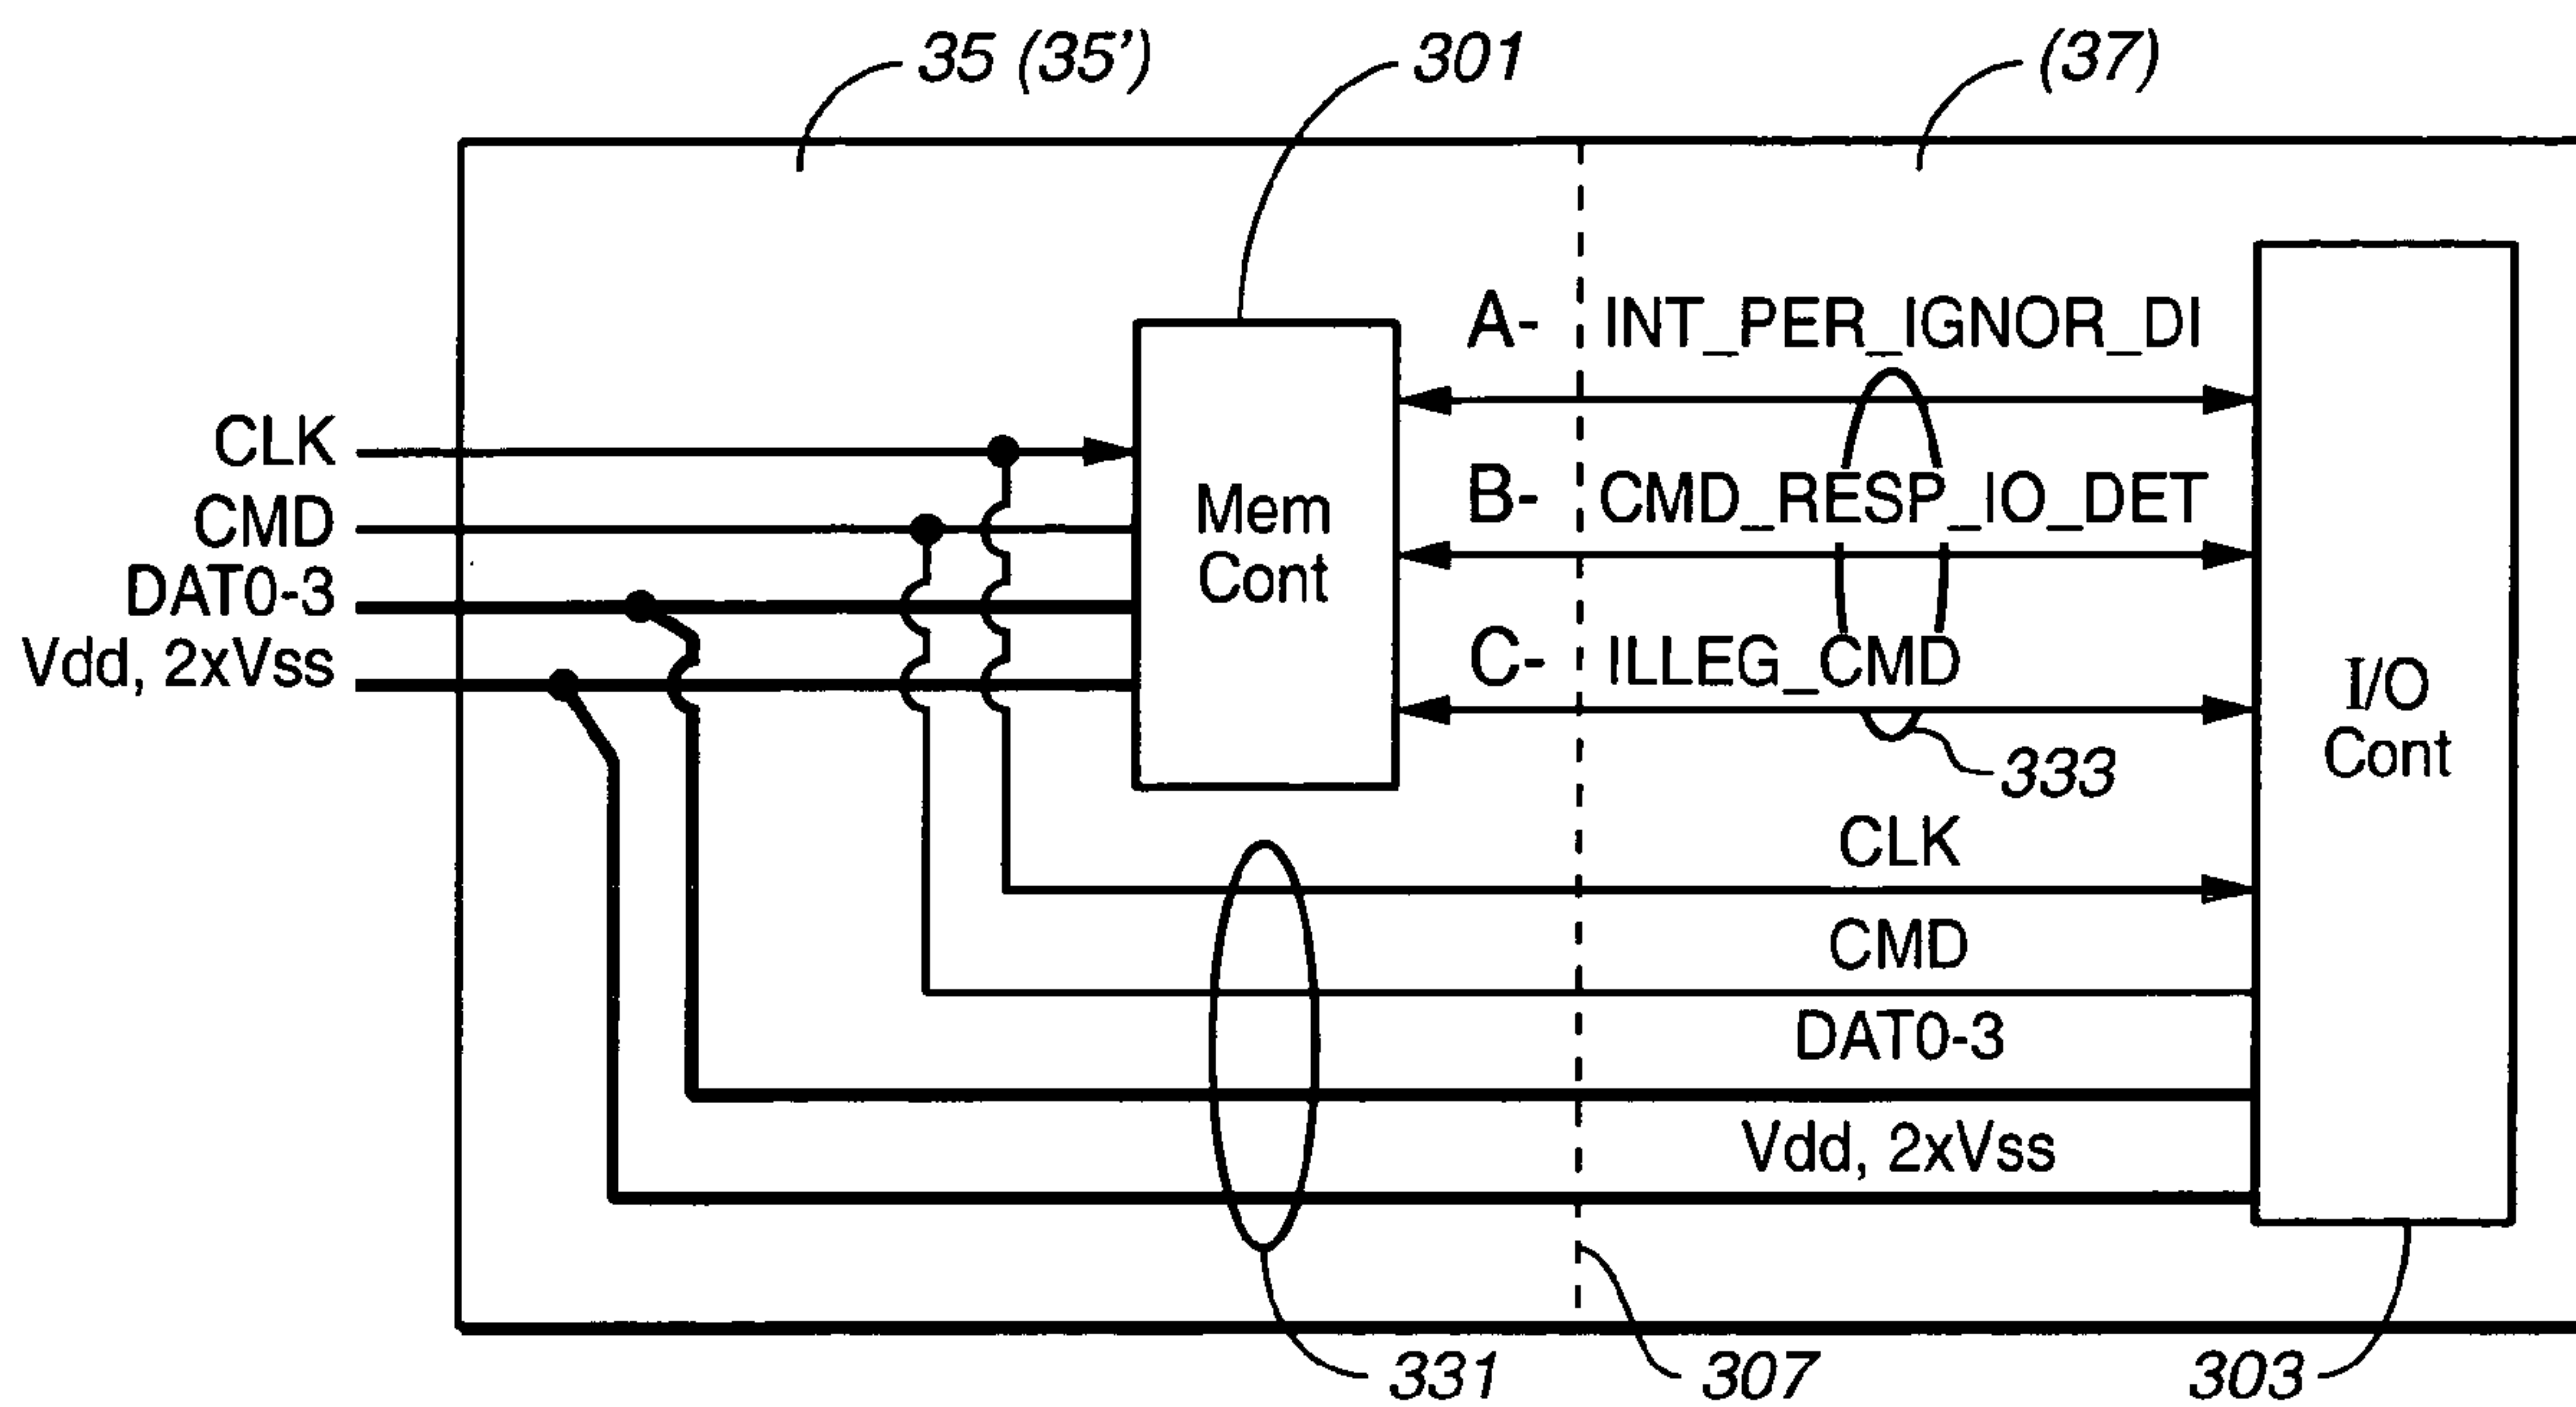 35 (35')
301
(37)
A- INT_PER_IGNOR_DI
CLK
CMD
DAT0-3
Vdd, 2xVss
Mem
Cont
B- CMD_RESP_IO_DET
C- ILLEG_CMD
I/O
Cont
333
CLK
CMD
DAT0-3
Vdd, 2xVss
331
307
303